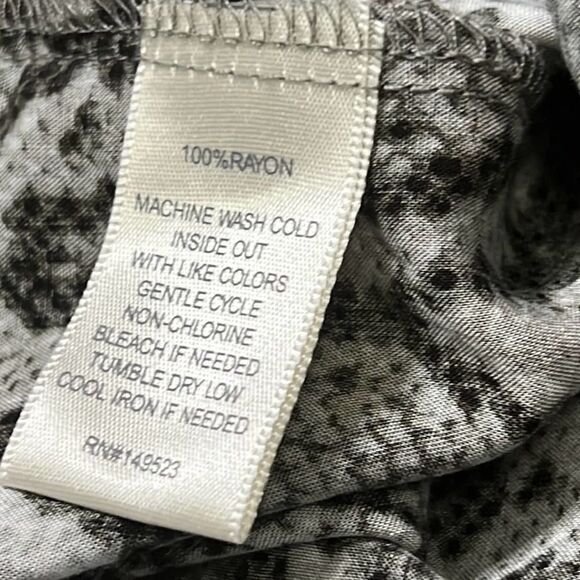 100%RAYON
MACHINE WASH COLD
INSIDE OUT
WITH LIKE COLORS
GENTLE CYCLE
NON-CHLORINE
BLEACH IF NEEDED
TUMBLE DRY LOW
COOL IRON IF NEEDED
RN#149523